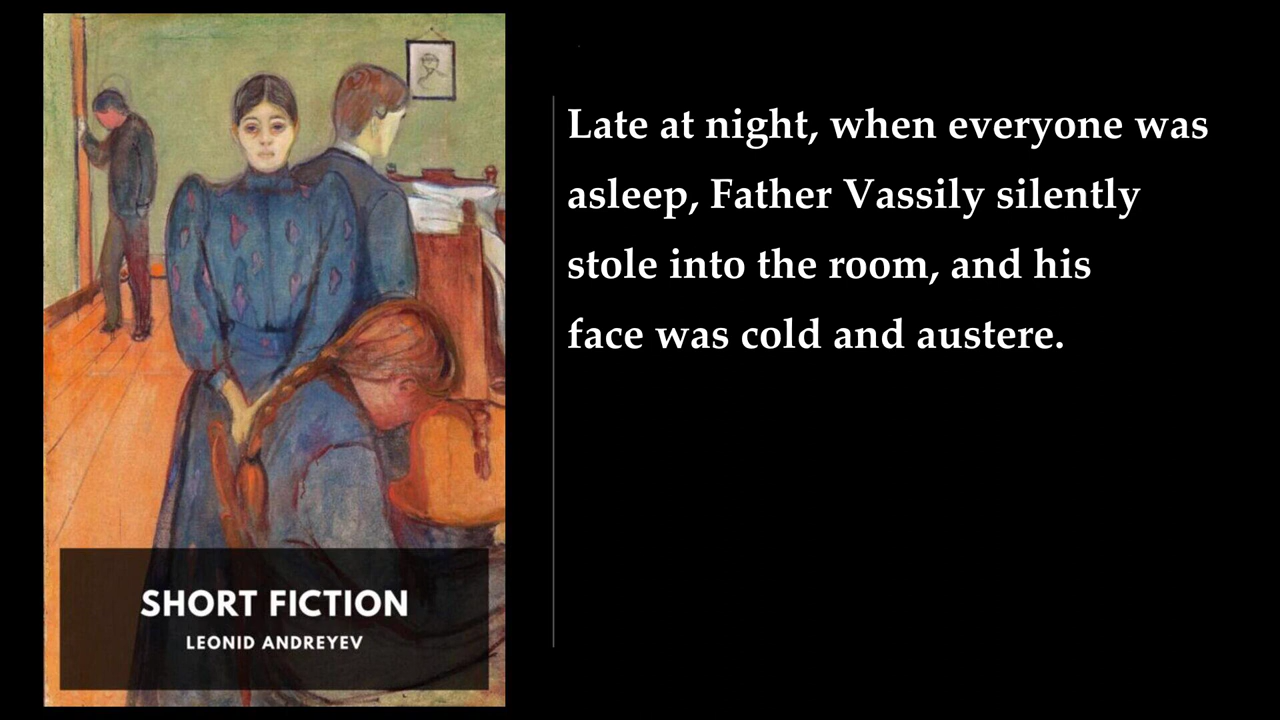 Late at night, when everyone was
asleep, Father Vassily silently
stole into the room, and his
face was cold and austere.
SHORT FICTION
LEONID ANDREYEV